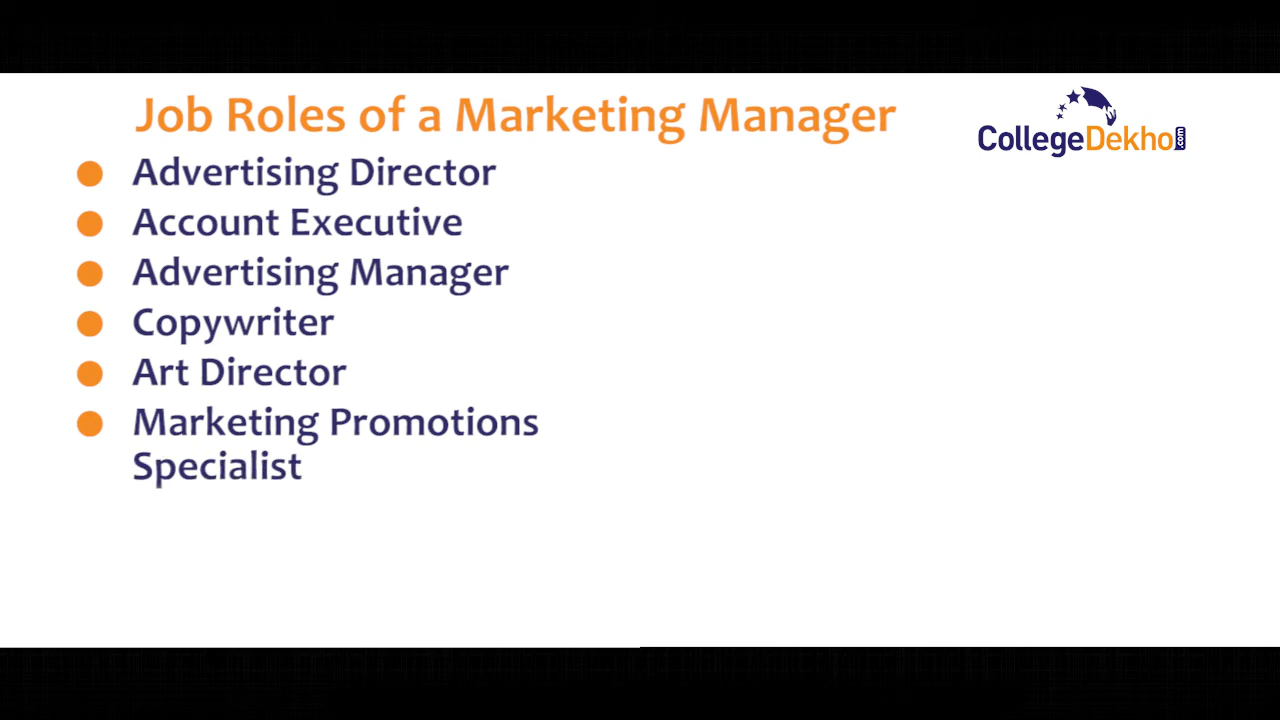 Job Roles of a Marketing Manager
CollegeDekho.com
Advertising Director
Account Executive
Advertising Manager
Copywriter
Art Director
Marketing Promotions
Specialist